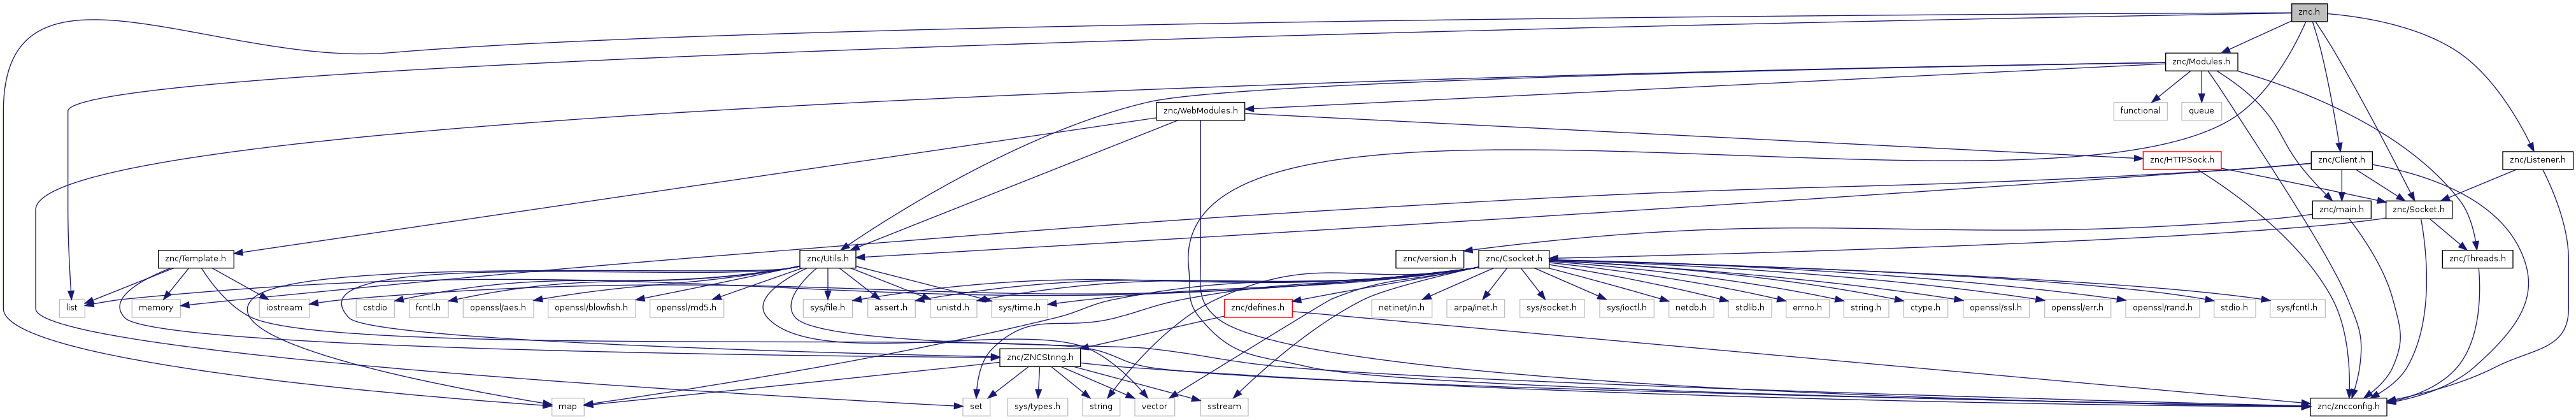 znc.h
znc/Modules.h
znc/WebModules.h
functional
queue
znc/HTTPSock.h
znc/Client.h
znc/Listener.h
znc/main.h
znc/Socket.h
znc/Template.h
znc/Utils.h
znc/version.h
znc/Csocket.h
znc/Threads.h
list
memory
iostream
cstdio
fcntl.h
openssl/aes.h
openssl/blowfish.h
openssl/md5.h
sys/file.h
assert.h
unistd.h
sys/time.h
znc/defines.h
netinet/in.h
arpa/inet.h
sys/socket.h
sys/ioctl.h
netdb.h
stdlib.h
errno.h
string.h
ctype.h
openssl/ssl.h
openssl/err.h
openssl/rand.h
stdio.h
sys/fcntl.h
znc/ZNCString.h
map
set
sys/types.h
string
vector
sstream
znc/zncconfig.h